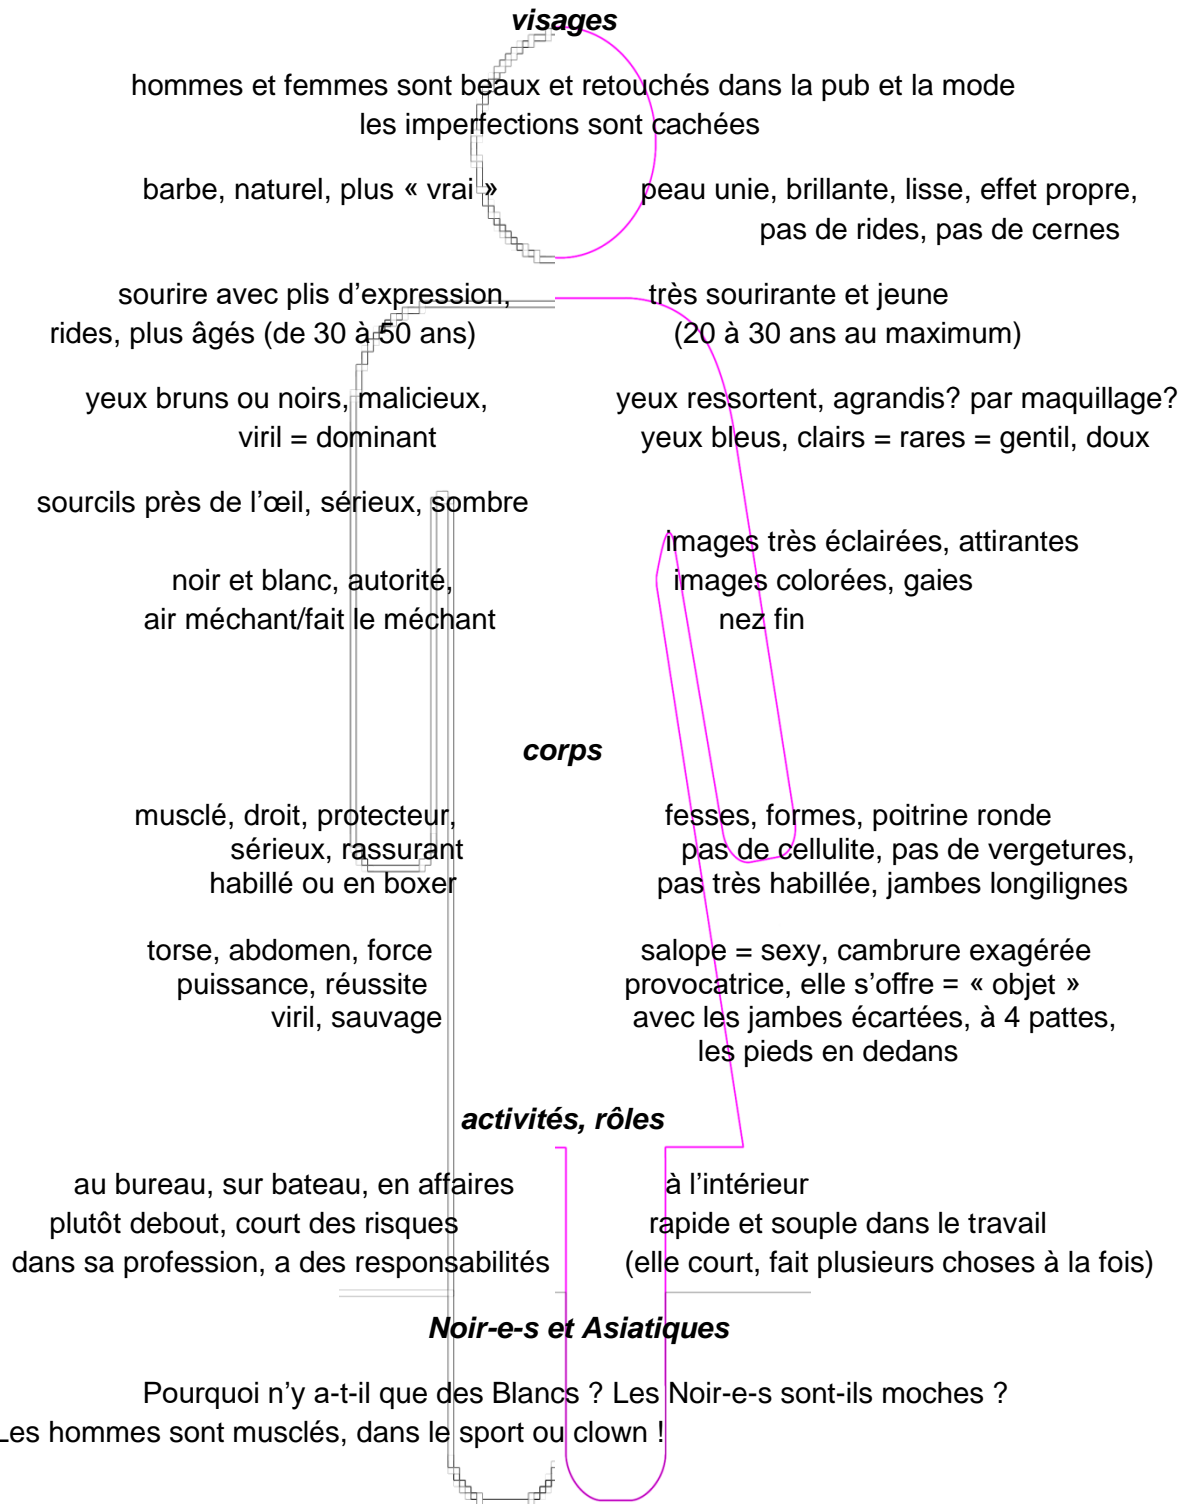 visages
hommes et femmes sont beaux et retouchés dans la pub et la mode
les imperfections sont cachées
barbe, naturel, plus « vrai »
peau unie, brillante, lisse, effet propre,
pas de rides, pas de cernes
sourire avec plis d’expression,
rides, plus âgés (de 30 à 50 ans)
très sourirante et jeune
(20 à 30 ans au maximum)
yeux bruns ou noirs, malicieux,
viril = dominant
yeux ressortent, agrandis? par maquillage?
yeux bleus, clairs = rares = gentil, doux
sourcils près de l’œil, sérieux, sombre
images très éclairées, attirantes
noir et blanc, autorité,
air méchant/fait le méchant
images colorées, gaies
nez fin
corps
musclé, droit, protecteur,
sérieux, rassurant
habillé ou en boxer
fesses, formes, poitrine ronde
pas de cellulite, pas de vergetures,
pas très habillée, jambes longilignes
torse, abdomen, force
puissance, réussite
viril, sauvage
salope = sexy, cambrure exagérée
provocatrice, elle s’offre = « objet »
avec les jambes écartées, à 4 pattes,
les pieds en dedans
activités, rôles
au bureau, sur bateau, en affaires
plutôt debout, court des risques
dans sa profession, a des responsabilités
à l’intérieur
rapide et souple dans le travail
(elle court, fait plusieurs choses à la fois)
Noir-e-s et Asiatiques
Pourquoi n’y a-t-il que des Blancs ? Les Noir-e-s sont-ils moches ?
Les hommes sont musclés, dans le sport ou clown !